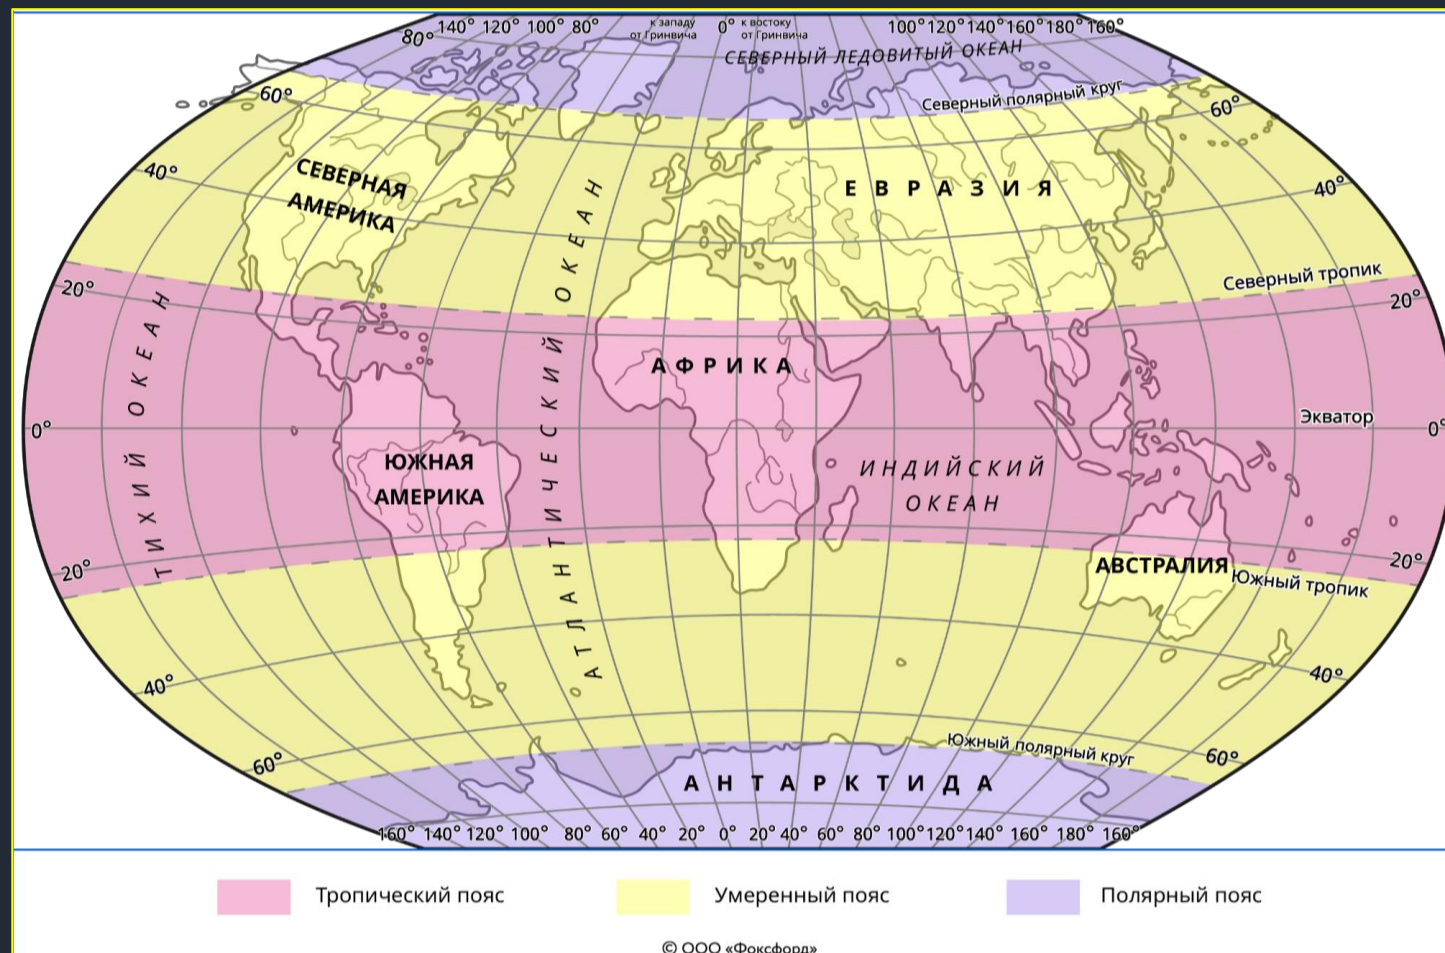 140° 120° 100° 80° к западу от Гринвича 0° к востоку от Гринвича 100° 120° 140° 160° 180° 160°
80°
СЕВЕРНЫЙ ЛЕДОВИТЫЙ ОКЕАН
Северный полярный круг
60° 60°
СЕВЕРНАЯ
АМЕРИКА
ЕВРАЗИЯ
40° 40°
Северный тропик
20° 20°
ТИХИЙ ОКЕАН
АТЛАНТИЧЕСКИЙ ОКЕАН
АФРИКА
Экватор
0° 0°
ЮЖНАЯ
АМЕРИКА
ИНДИЙСКИЙ
ОКЕАН
АВСТРАЛИЯ
20° 20°
Южный тропик
40° 40°
Южный полярный круг
60° 60°
АНТАРКТИДА
160° 140° 120° 100° 80° 60° 40° 20° 0° 20° 40° 60° 80° 100° 120° 140° 160° 180° 160°
Тропический пояс Умеренный пояс Полярный пояс
© ООО «Фоксфорд»